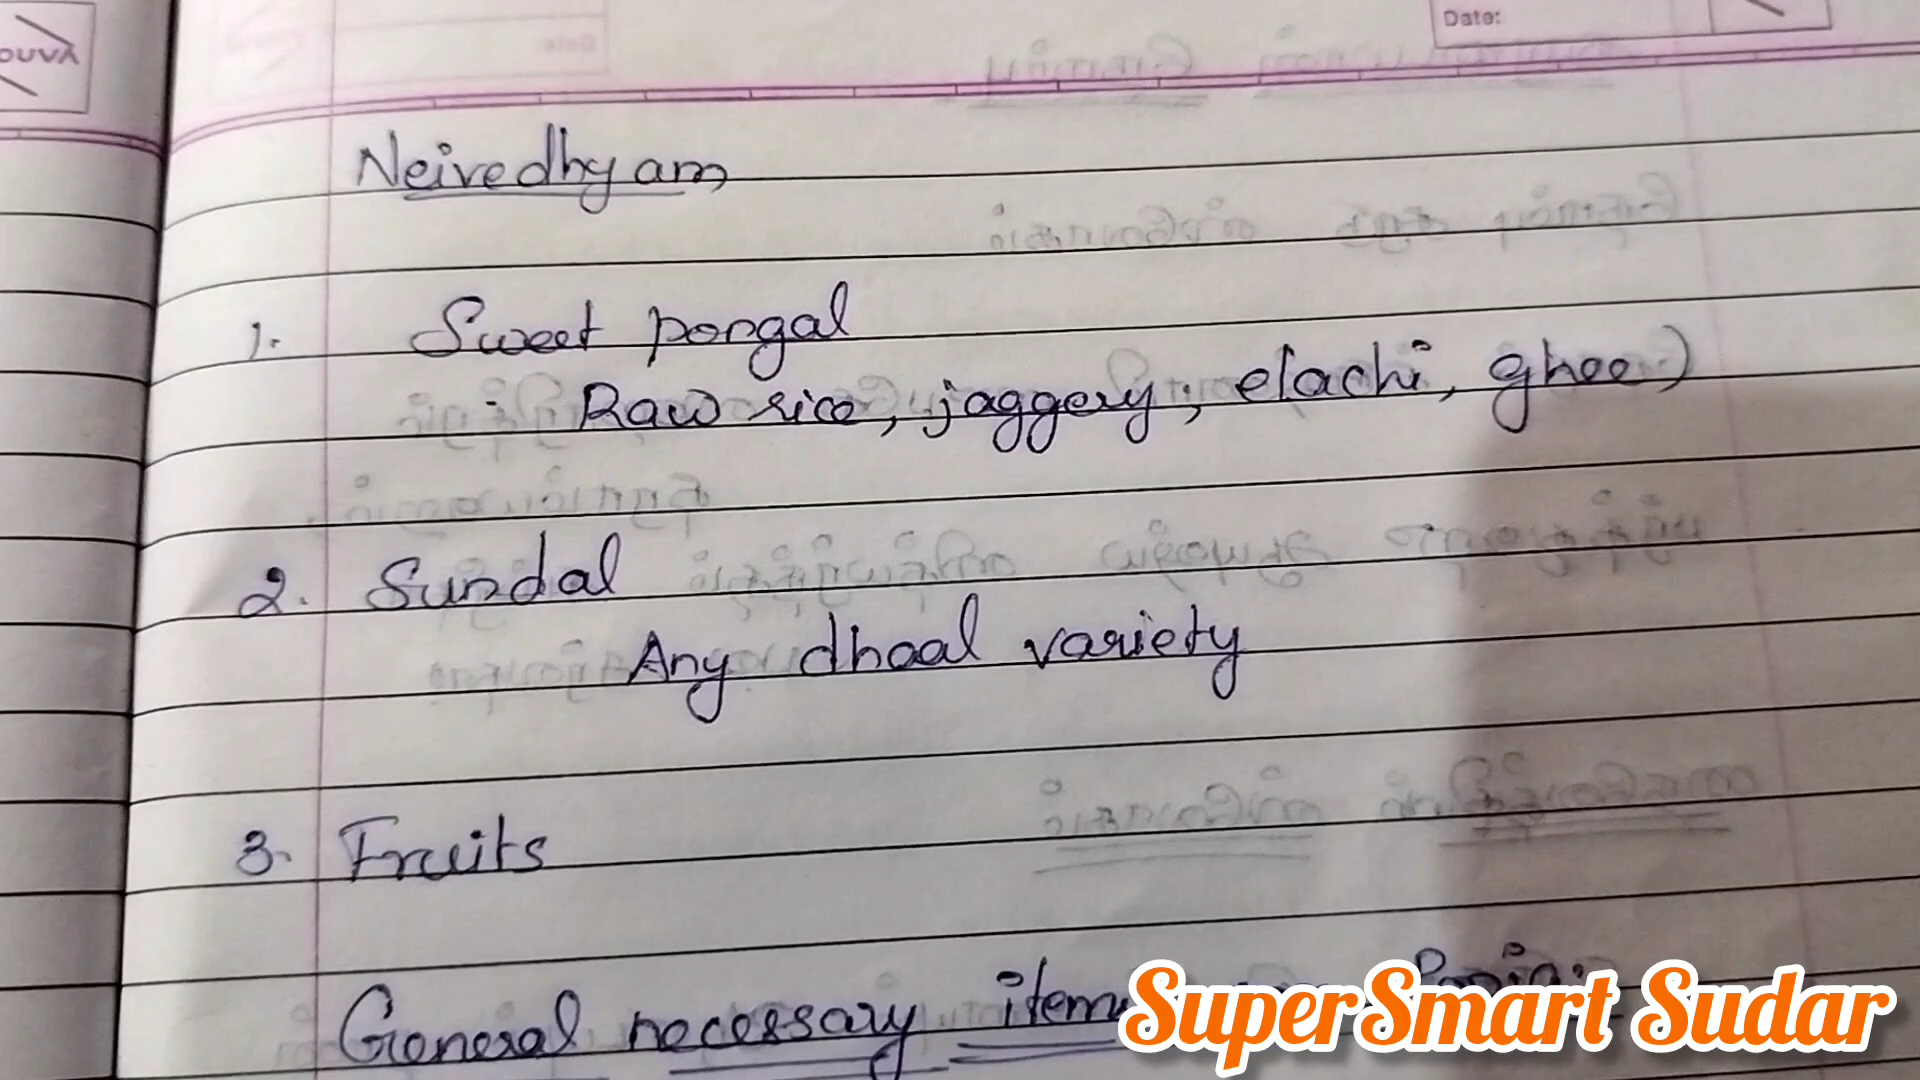 OUVA
Date:
Neivedhyam
1. Sweet pongal
Raw rice, jaggery, elachi, ghee)
2. Sundal
Any dhaal variety
3. Fruits
General necessary items
SuperSmart Sudar